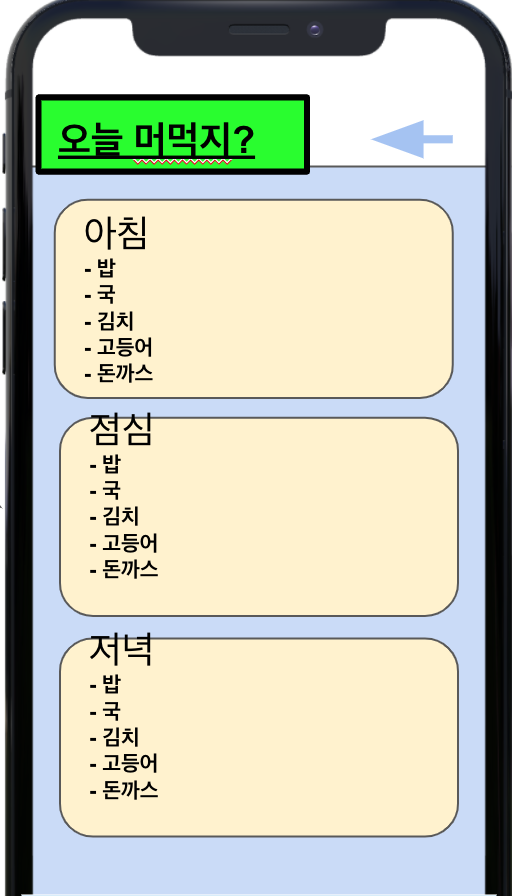 오늘 머먹지?
아침
- 밥
- 국
- 김치
- 고등어
- 돈까스
점심
- 밥
- 국
- 김치
- 고등어
- 돈까스
저녁
- 밥
- 국
- 김치
- 고등어
- 돈까스